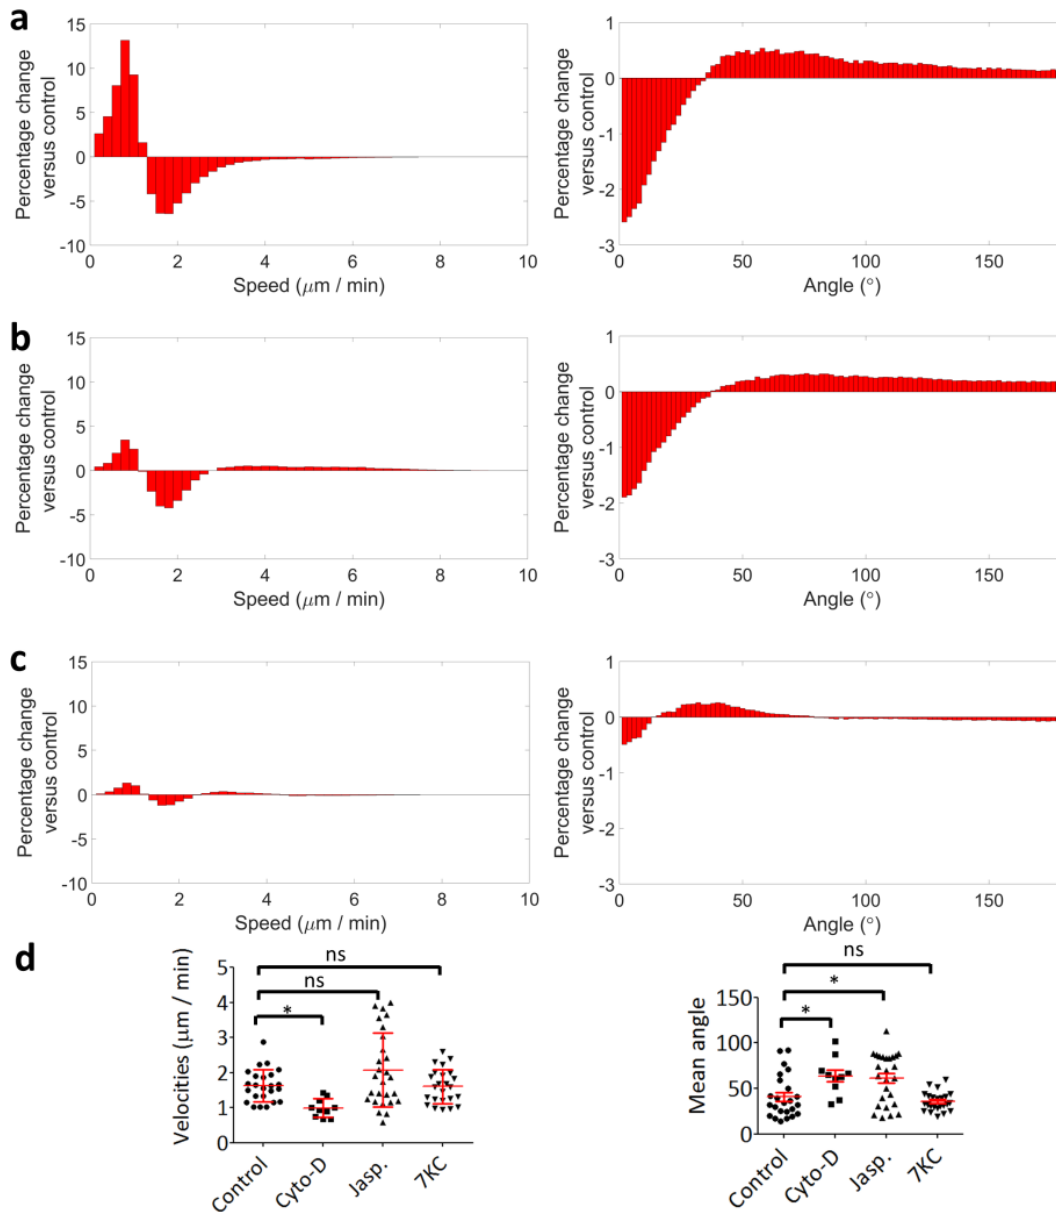 a
15
10
5
0
-5
-10
Percentage change
versus control
0 2 4 6 8 10
Speed (μm / min)
1
0
-1
-2
-3
Percentage change
versus control
0 50 100 150
Angle (°)
b
15
10
5
0
-5
-10
Percentage change
versus control
0 2 4 6 8 10
Speed (μm / min)
1
0
-1
-2
-3
Percentage change
versus control
0 50 100 150
Angle (°)
c
15
10
5
0
-5
-10
Percentage change
versus control
0 2 4 6 8 10
Speed (μm / min)
1
0
-1
-2
-3
Percentage change
versus control
0 50 100 150
Angle (°)
d
ns
ns
*
5
4
3
2
1
0
Velocities (μm / min)
Control Cyto-D Jasp. 7KC
ns
*
*
150
100
50
0
Mean angle
Control Cyto-D Jasp. 7KC